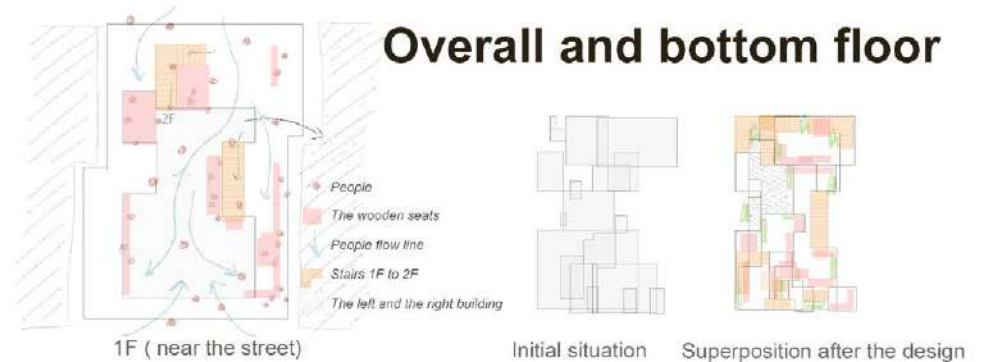 Overall and bottom floor
2F
People
The wooden seats
People flow line
Stairs 1F to 2F
The left and the right building
1F ( near the street)
Initial situation
Superposition after the design